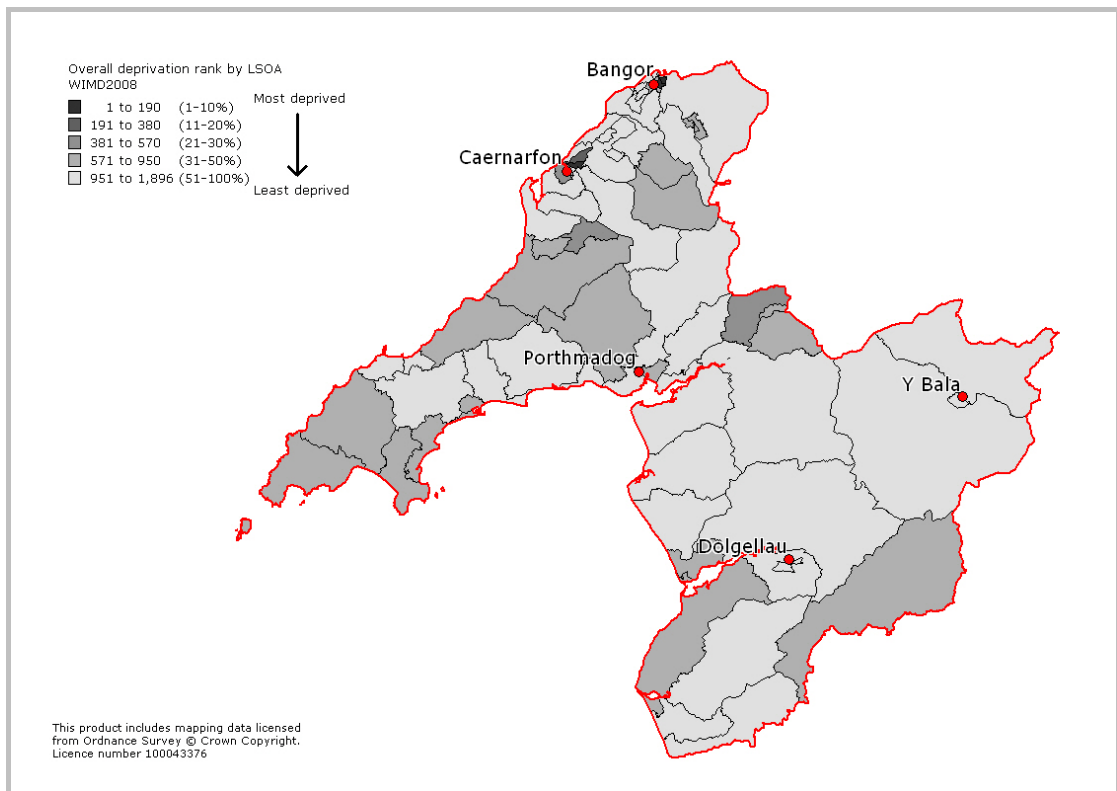 Overall deprivation rank by LSOA
WIMD2008
1 to 190 (1-10%)
191 to 380 (11-20%)
381 to 570 (21-30%)
571 to 950 (31-50%)
951 to 1,896 (51-100%)
Most deprived
Least deprived
Bangor
Caernarfon
Porthmadog
Y Bala
Dolgellau
This product includes mapping data licensed
from Ordnance Survey © Crown Copyright.
Licence number 100043376